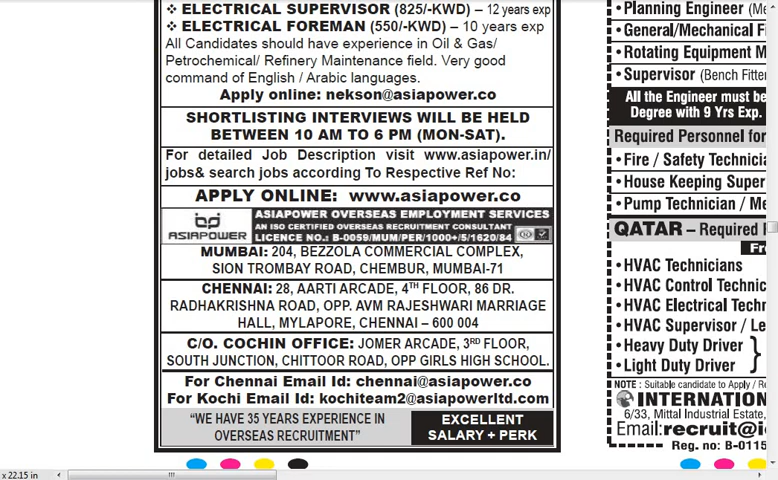 ❖ ELECTRICAL SUPERVISOR (825/-KWD) – 12 years exp
❖ ELECTRICAL FOREMAN (550/-KWD) – 10 years exp
All Candidates should have experience in Oil & Gas/
Petrochemical/ Refinery Maintenance field. Very good
command of English / Arabic languages.
Apply online: nekson@asiapower.co
SHORTLISTING INTERVIEWS WILL BE HELD
BETWEEN 10 AM TO 6 PM (MON-SAT).
For detailed Job Description visit www.asiapower.in/
jobs& search jobs according To Respective Ref No:
APPLY ONLINE: www.asiapower.co
ASIAPOWER
ASIAPOWER OVERSEAS EMPLOYMENT SERVICES
AN ISO CERTIFIED OVERSEAS RECRUITMENT CONSULTANT
LICENCE NO.: B-0059/MUM/PER/1000+/5/1620/84
MUMBAI: 204, BEZZOLA COMMERCIAL COMPLEX,
SION TROMBAY ROAD, CHEMBUR, MUMBAI-71
CHENNAI: 28, AARTI ARCADE, 4TH FLOOR, 86 DR.
RADHAKRISHNA ROAD, OPP. AVM RAJESHWARI MARRIAGE
HALL, MYLAPORE, CHENNAI – 600 004
C/O. COCHIN OFFICE: JOMER ARCADE, 3RD FLOOR,
SOUTH JUNCTION, CHITTOOR ROAD, OPP GIRLS HIGH SCHOOL.
For Chennai Email Id: chennai@asiapower.co
For Kochi Email Id: kochiteam2@asiapowerltd.com
"WE HAVE 35 YEARS EXPERIENCE IN
OVERSEAS RECRUITMENT"
EXCELLENT
SALARY + PERK
• Planning Engineer (Me
• General/Mechanical F
• Rotating Equipment M
• Supervisor (Bench Fitter
All the Engineer must be
Degree with 9 Yrs Exp.
Required Personnel for
• Fire / Safety Technicia
• House Keeping Super
• Pump Technician / Me
QATAR – Required
Fr
• HVAC Technicians
• HVAC Control Technic
• HVAC Electrical Techn
• HVAC Supervisor / Le
• Heavy Duty Driver
• Light Duty Driver
NOTE : Suitable candidate to Apply / Re
INTERNATION
6/33, Mittal Industrial Estate,
Email:recruit@i
Reg. no: B-0115
x 22.15 in